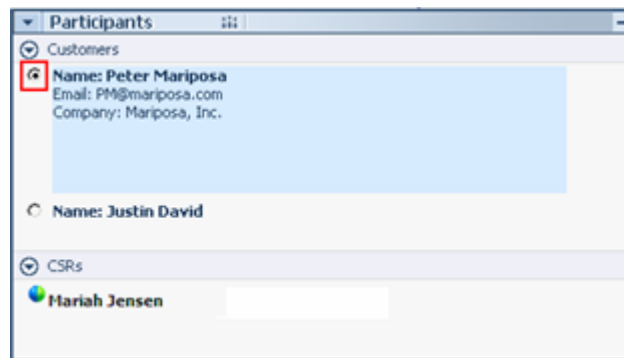 Participants
Customers
Name: Peter Mariposa
Email: PM@mariposa.com
Company: Mariposa, Inc.
Name: Justin David
CSRs
Mariah Jensen